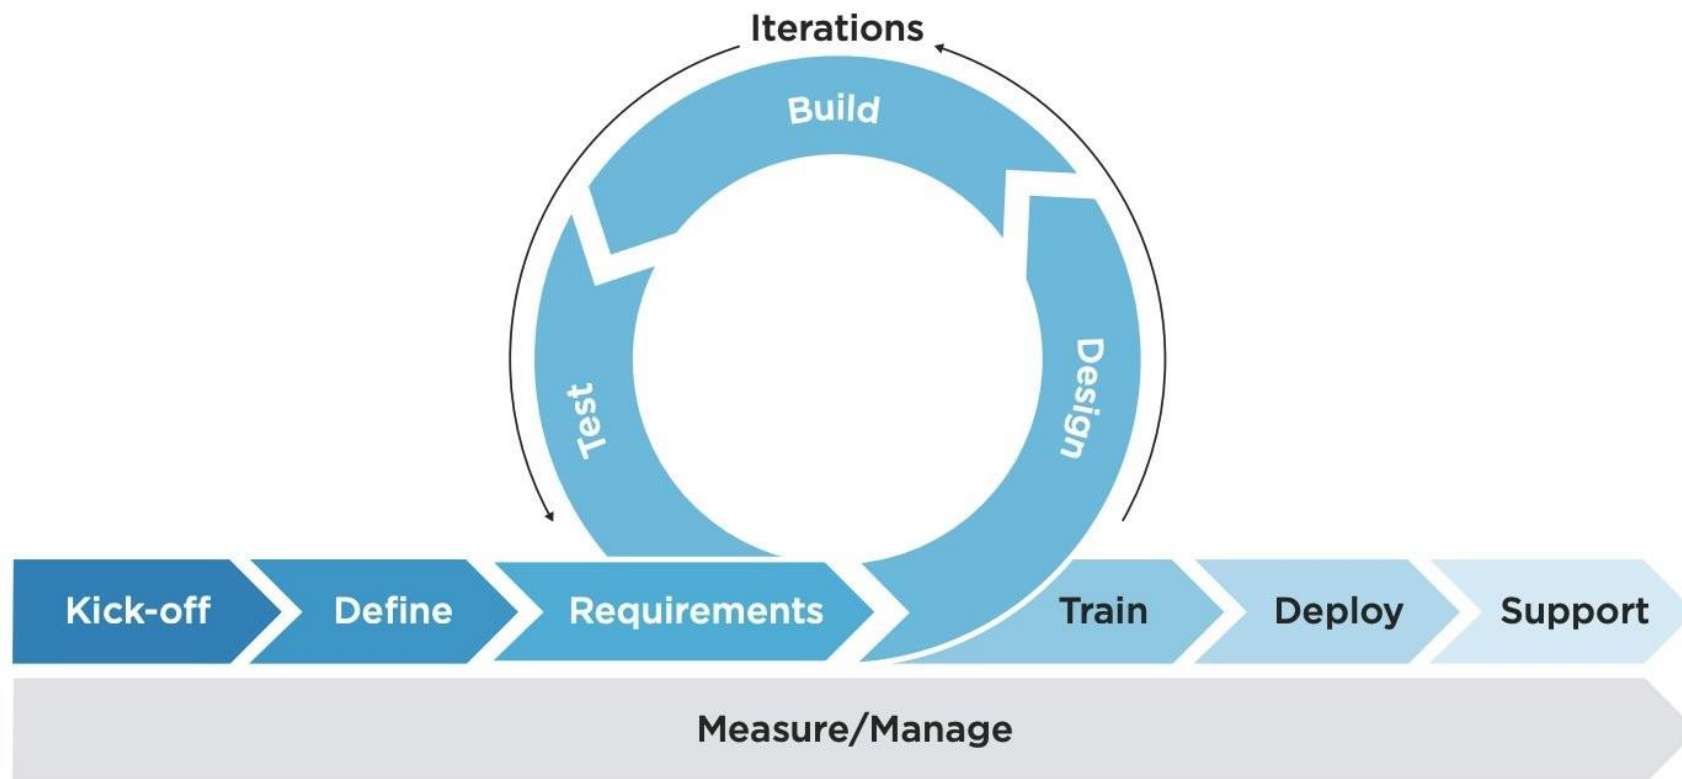 Iterations
Build
Test
Design
Kick-off
Define
Requirements
Train
Deploy
Support
Measure/Manage